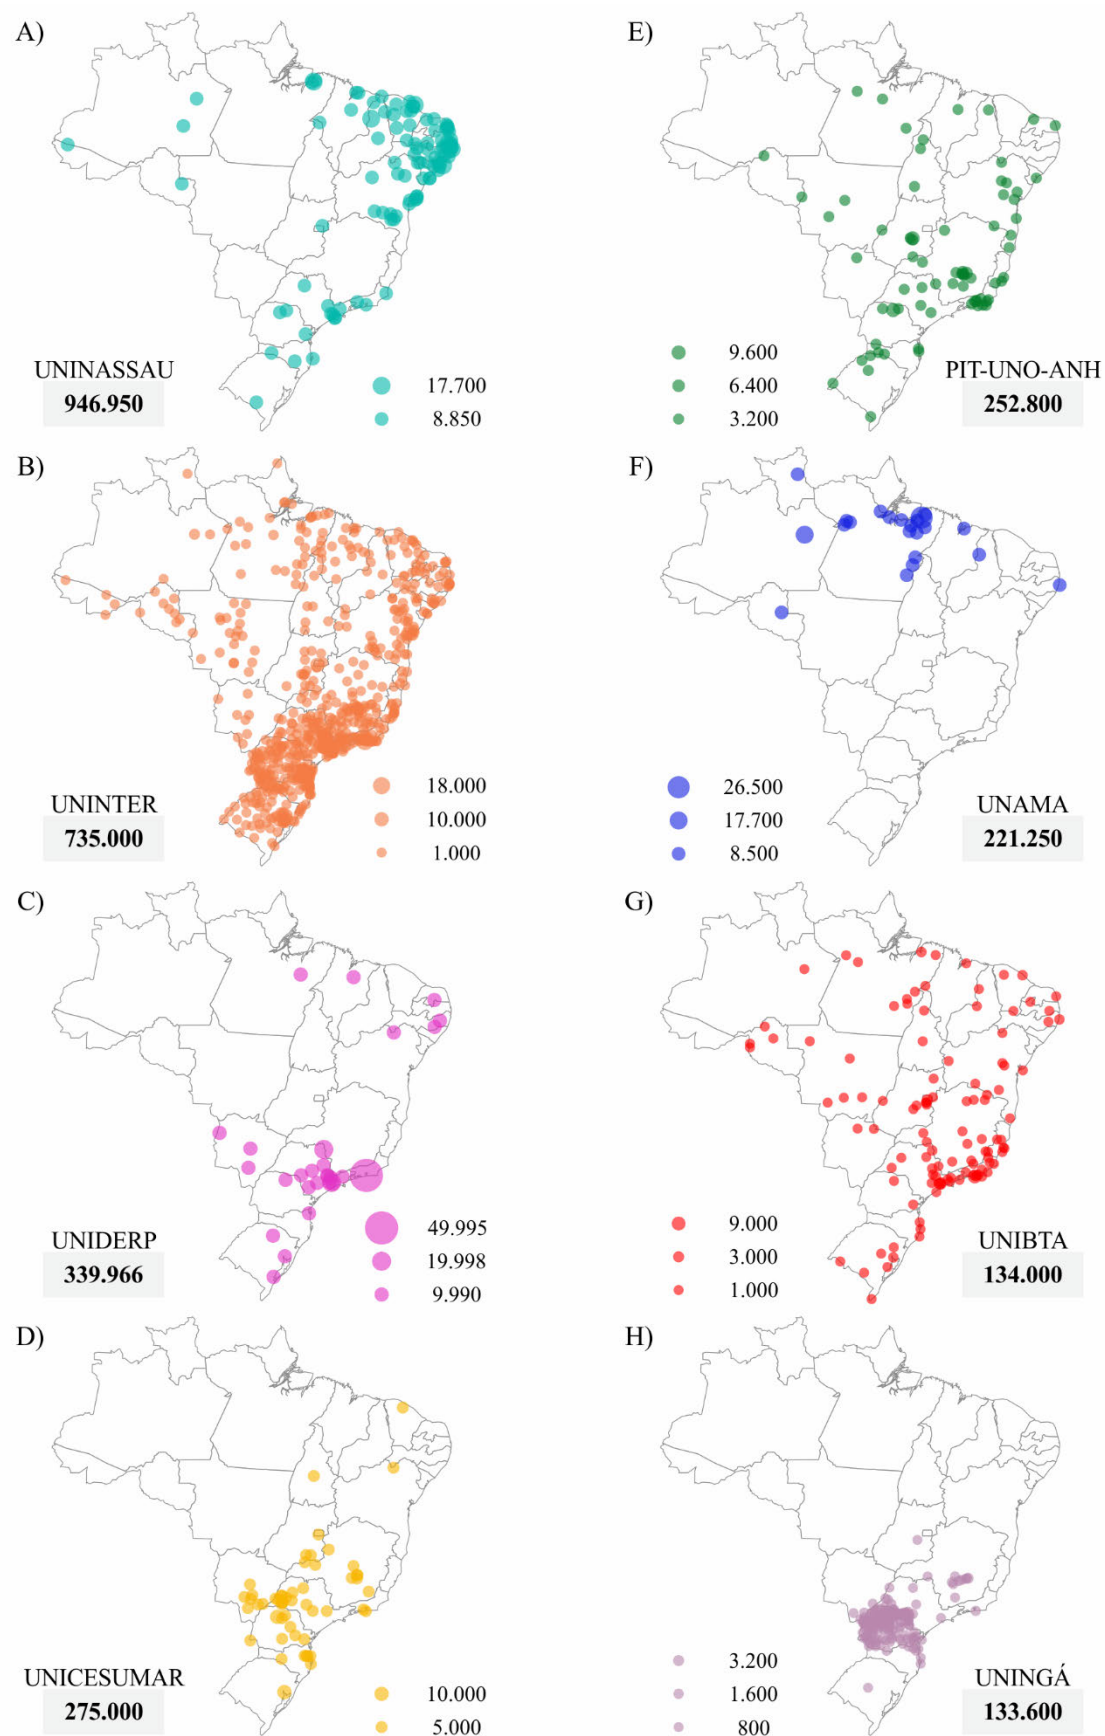 A)
UNINASSAU
946.950
17.700
8.850
E)
9.600
6.400
3.200
PIT-UNO-ANH
252.800
B)
UNINTER
735.000
18.000
10.000
1.000
F)
26.500
17.700
8.500
UNAMA
221.250
C)
UNIDERP
339.966
49.995
19.998
9.990
G)
9.000
3.000
1.000
UNIBTA
134.000
D)
UNICESUMAR
275.000
10.000
5.000
H)
3.200
1.600
800
UNINGÁ
133.600